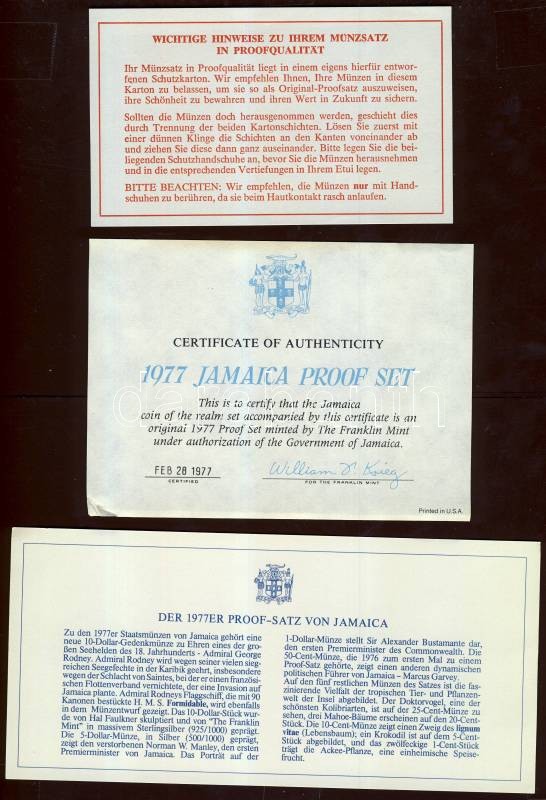 WICHTIGE HINWEISE ZU IHREM MÜNZSATZ
IN PROOFQUALITÄT
Ihr Münzsatz in Proofqualität liegt in einem eigens hierfür entwor-
fenen Schutzkarton. Wir empfehlen Ihnen, Ihre Münzen in diesem
Karton zu belassen, um sie so als Original-Proofsatz auszuweisen,
ihre Schönheit zu bewahren und ihren Wert in Zukunft zu sichern.
Sollten die Münzen doch herausgenommen werden, geschieht dies
durch Trennung der beiden Kartonschichten. Lösen Sie zuerst mit
einer dünnen Klinge die Schichten an den Kanten voneinander ab
und ziehen Sie diese dann ganz auseinander. Bitte legen Sie die bei-
liegenden Schutzhandschuhe an, bevor Sie die Münzen herausnehmen
und in die entsprechenden Vertiefungen in Ihrem Etui legen.
BITTE BEACHTEN: Wir empfehlen, die Münzen nur mit Hand-
schuhen zu berühren, da sie beim Hautkontakt rasch anlaufen.
CERTIFICATE OF AUTHENTICITY
1977 JAMAICA PROOF SET
This is to certify that the Jamaica
coin of the realm set accompanied by this certificate is an
original 1977 Proof Set minted by The Franklin Mint
under authorization of the Government of Jamaica.
FEB 28 1977 William T. Krieg
CERTIFIED FOR THE FRANKLIN MINT
Printed in U.S.A.
DER 1977ER PROOF-SATZ VON JAMAICA
Zu den 1977er Staatsmünzen von Jamaica gehört eine
neue 10-Dollar-Gedenkmünze zu Ehren eines der gro-
ßen Seehelden des 18. Jahrhunderts - Admiral George
Rodney. Admiral Rodney wird wegen seiner vielen sieg-
reichen Seegefechte in der Karibik geehrt, insbesondere
wegen der Schlacht von Saintes, bei der er einen französi-
schen Flottenverband vernichtete, der eine Invasion auf
Jamaica plante. Admiral Rodneys Flaggschiff, die mit 90
Kanonen bestückte H. M. S. Formidable, wird ebenfalls
in dem Münzentwurf gezeigt. Das 10-Dollar-Stück wur-
de von Hal Faulkner skulptiert und von "The Franklin
Mint" in massivem Sterlingsilber (925/1000) geprägt.
Die 5-Dollar-Münze, in Silber (500/1000) geprägt,
zeigt den verstorbenen Norman W. Manley, den ersten
Premierminister von Jamaica. Das Porträt auf der
1-Dollar-Münze stellt Sir Alexander Bustamante dar,
den ersten Premierminister des Commonwealth. Die
50-Cent-Münze, die 1976 zum ersten Mal zu einem
Proof-Satz gehörte, zeigt einen anderen dynamischen
politischen Führer von Jamaica - Marcus Garvey.
Auf den fünf restlichen Münzen des Satzes ist die fas-
zinierende Vielfalt der tropischen Tier- und Pflanzen-
welt der Insel abgebildet. Der Doktorvogel, eine der
schönsten Kolibriarten, ist auf der 25-Cent-Münze zu
sehen, drei Mahoe-Bäume erscheinen auf den 20-Cent-
Stück. Die 10-Cent-Münze zeigt einen Zweig des lignum
vitae (Lebensbaum); ein Krokodil ist auf dem 5-Cent-
Stück abgebildet, und das zwölfeckige 1-Cent-Stück
trägt die Ackee-Pflanze, eine einheimische Speise-
frucht.